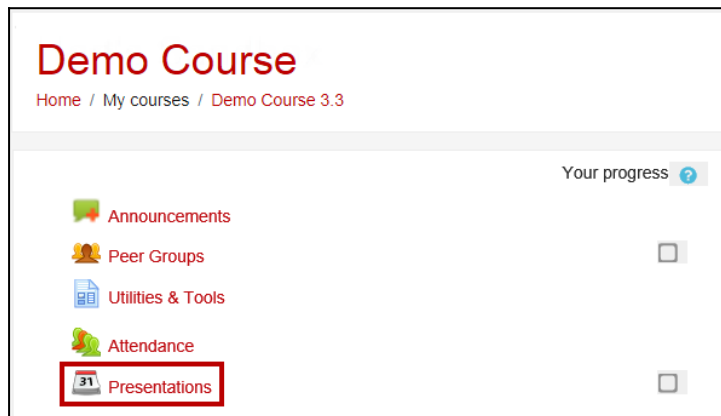 Demo Course
Home / My courses / Demo Course 3.3
Your progress ?
Announcements
Peer Groups
Utilities & Tools
Attendance
31 Presentations